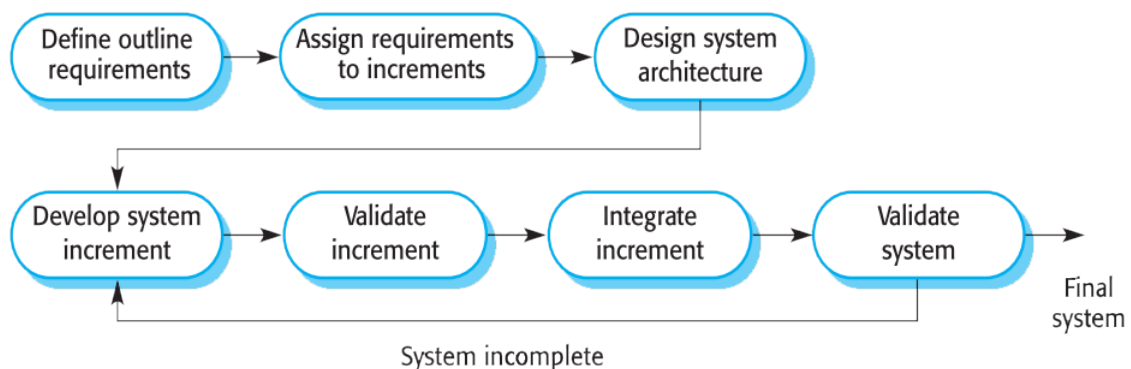 Define outline
requirements
Assign requirements
to increments
Design system
architecture
Develop system
increment
Validate
increment
Integrate
increment
Validate
system
Final
system
System incomplete